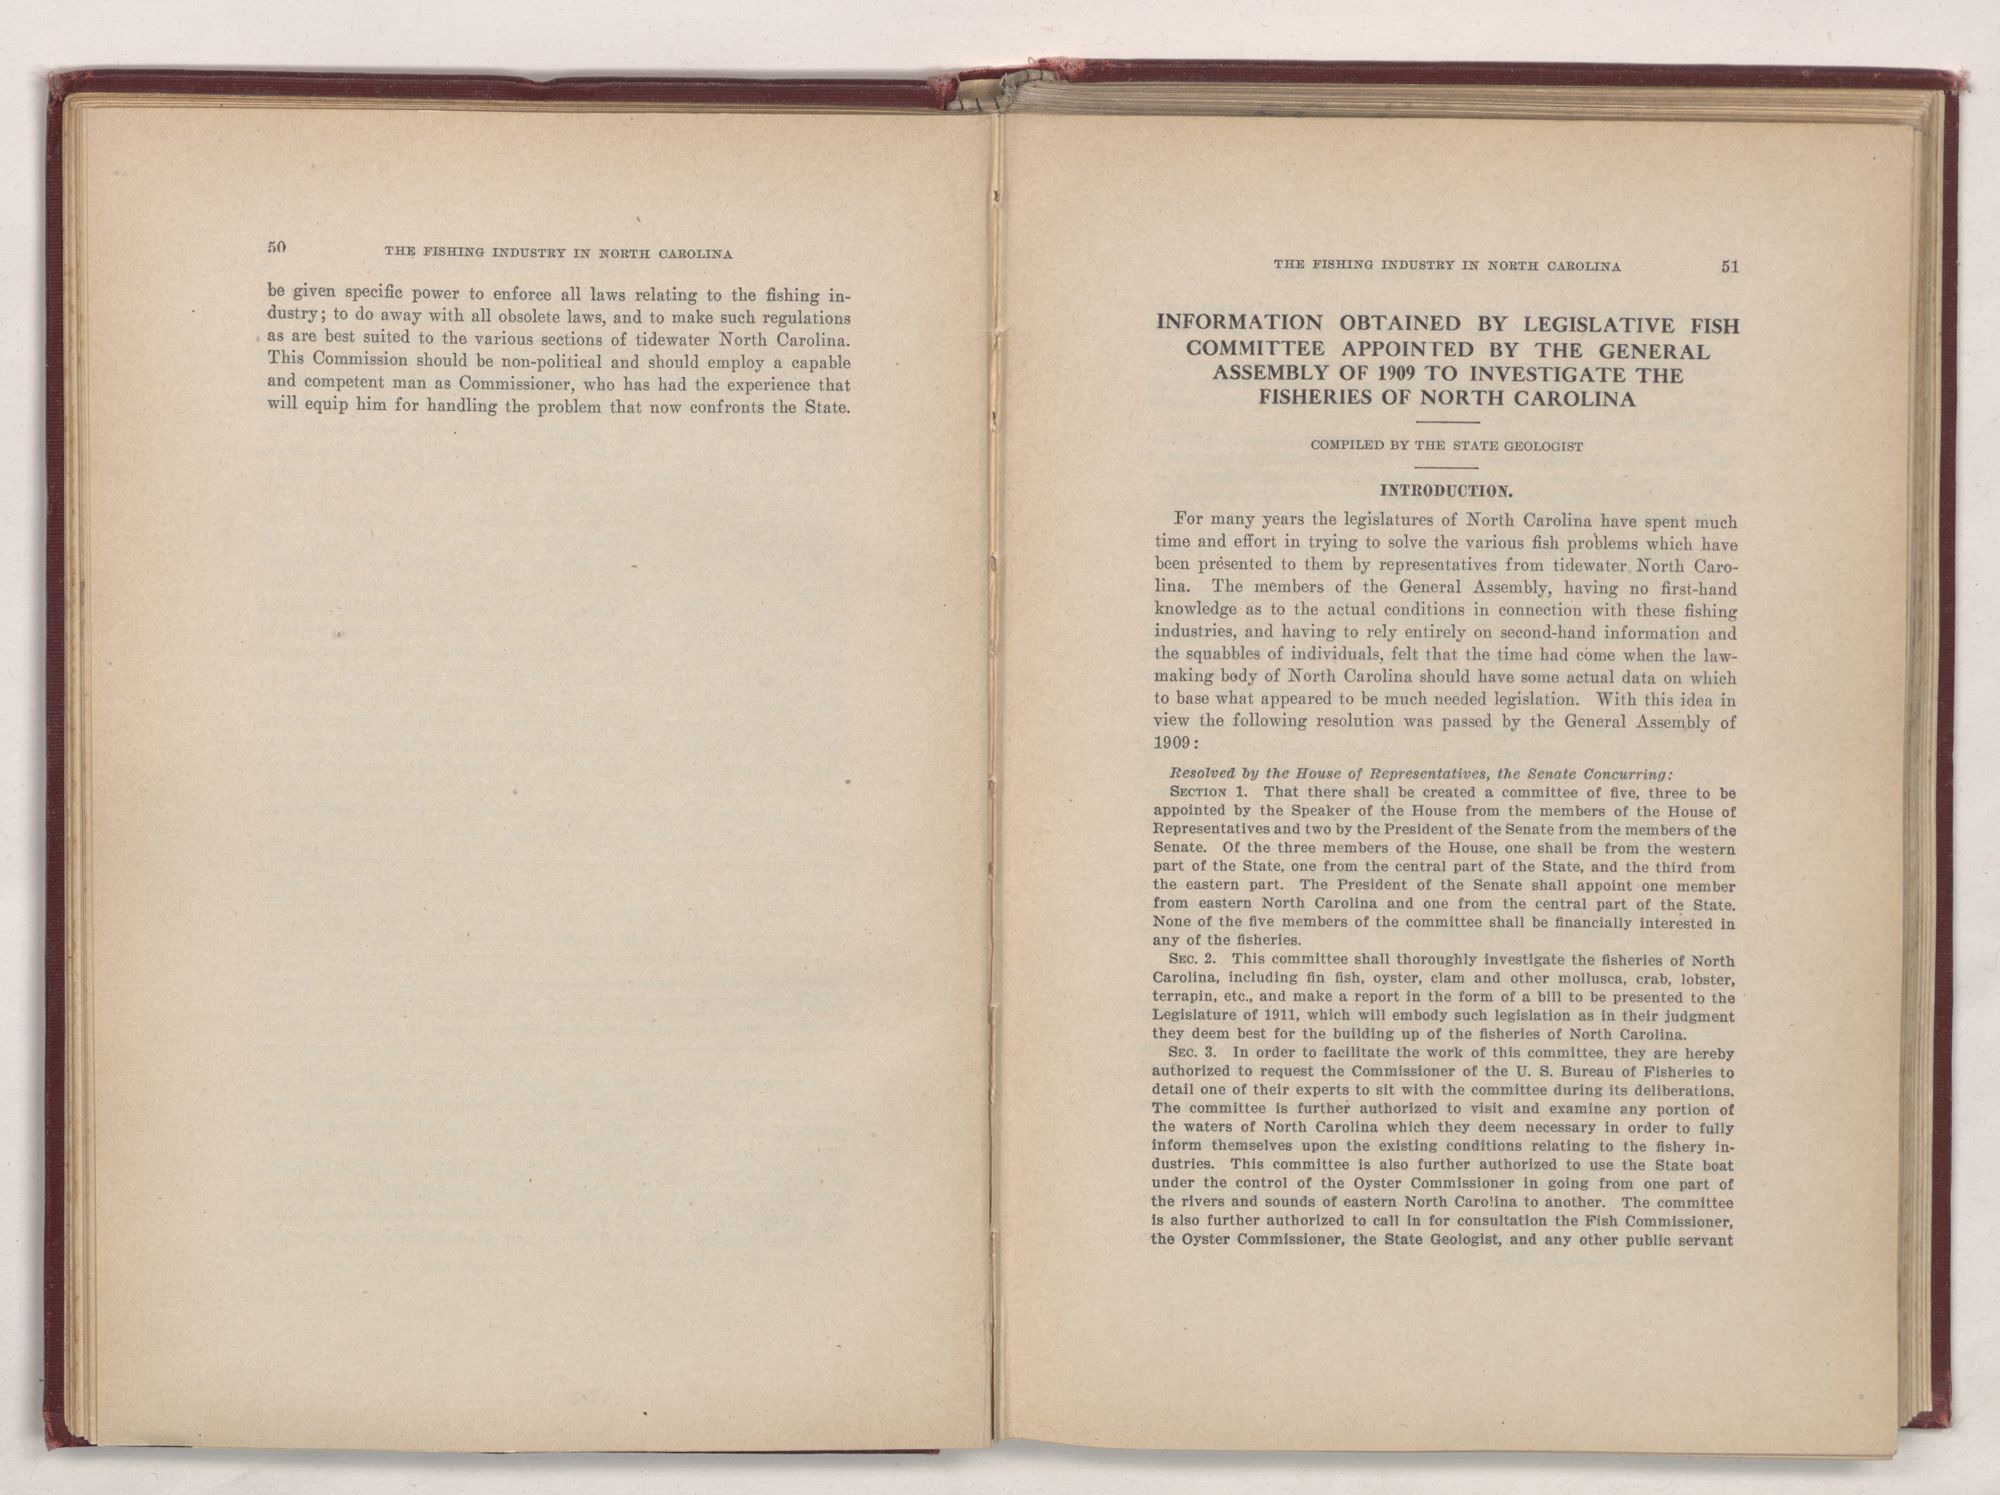 50
THE FISHING INDUSTRY IN NORTH CAROLINA
be given specific power to enforce all laws relating to the fishing in-
dustry; to do away with all obsolete laws, and to make such regulations
as are best suited to the various sections of tidewater North Carolina.
This Commission should be non-political and should employ a capable
and competent man as Commissioner, who has had the experience that
will equip him for handling the problem that now confronts the State.
THE FISHING INDUSTRY IN NORTH CAROLINA
51
INFORMATION OBTAINED BY LEGISLATIVE FISH
COMMITTEE APPOINTED BY THE GENERAL
ASSEMBLY OF 1909 TO INVESTIGATE THE
FISHERIES OF NORTH CAROLINA
COMPILED BY THE STATE GEOLOGIST
INTRODUCTION.
For many years the legislatures of North Carolina have spent much
time and effort in trying to solve the various fish problems which have
been presented to them by representatives from tidewater North Caro-
lina. The members of the General Assembly, having no first-hand
knowledge as to the actual conditions in connection with these fishing
industries, and having to rely entirely on second-hand information and
the squabbles of individuals, felt that the time had come when the law-
making body of North Carolina should have some actual data on which
to base what appeared to be much needed legislation. With this idea in
view the following resolution was passed by the General Assembly of
1909:
Resolved by the House of Representatives, the Senate Concurring:
SECTION 1. That there shall be created a committee of five, three to be
appointed by the Speaker of the House from the members of the House of
Representatives and two by the President of the Senate from the members of the
Senate. Of the three members of the House, one shall be from the western
part of the State, one from the central part of the State, and the third from
the eastern part. The President of the Senate shall appoint one member
from eastern North Carolina and one from the central part of the State.
None of the five members of the committee shall be financially interested in
any of the fisheries.
SEC. 2. This committee shall thoroughly investigate the fisheries of North
Carolina, including fin fish, oyster, clam and other mollusca, crab, lobster,
terrapin, etc., and make a report in the form of a bill to be presented to the
Legislature of 1911, which will embody such legislation as in their judgment
they deem best for the building up of the fisheries of North Carolina.
SEC. 3. In order to facilitate the work of this committee, they are hereby
authorized to request the Commissioner of the U. S. Bureau of Fisheries to
detail one of their experts to sit with the committee during its deliberations.
The committee is further authorized to visit and examine any portion of
the waters of North Carolina which they deem necessary in order to fully
inform themselves upon the existing conditions relating to the fishery in-
dustries. This committee is also further authorized to use the State boat
under the control of the Oyster Commissioner in going from one part of
the rivers and sounds of eastern North Carolina to another. The committee
is also further authorized to call in for consultation the Fish Commissioner,
the Oyster Commissioner, the State Geologist, and any other public servant